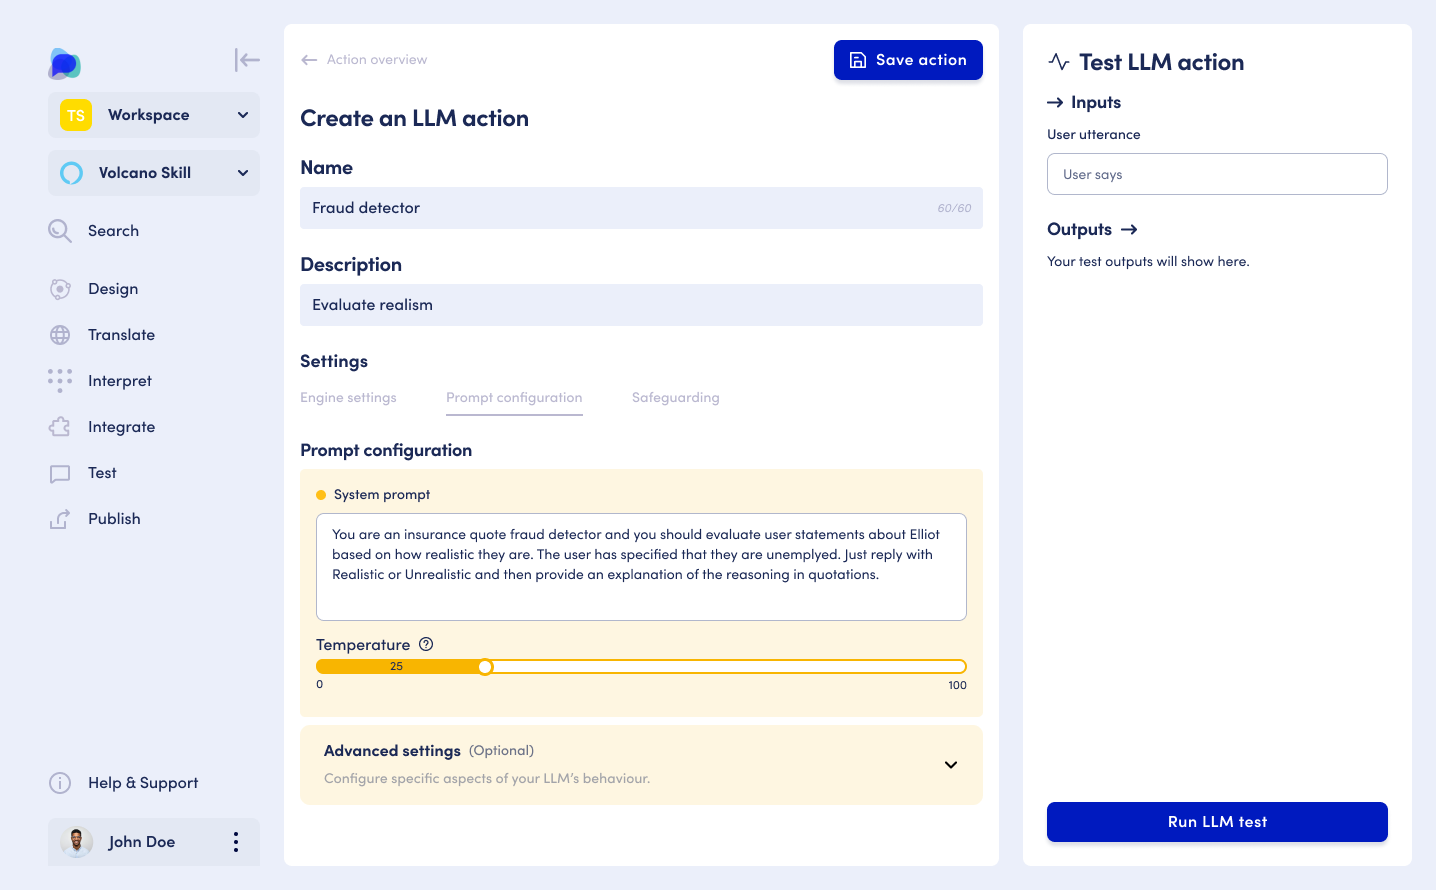 TS
Workspace
Volcano Skill
Search
Design
Translate
Interpret
Integrate
Test
Publish
Help & Support
John Doe
Action overview
Save action
Create an LLM action
Name
Fraud detector
60/60
Description
Evaluate realism
Settings
Engine settings
Prompt configuration
Safeguarding
Prompt configuration
System prompt
You are an insurance quote fraud detector and you should evaluate user statements about Elliot
based on how realistic they are. The user has specified that they are unemplyed. Just reply with
Realistic or Unrealistic and then provide an explanation of the reasoning in quotations.
Temperature
25
0
100
Advanced settings (Optional)
Configure specific aspects of your LLM's behaviour.
Test LLM action
Inputs
User utterance
User says
Outputs
Your test outputs will show here.
Run LLM test